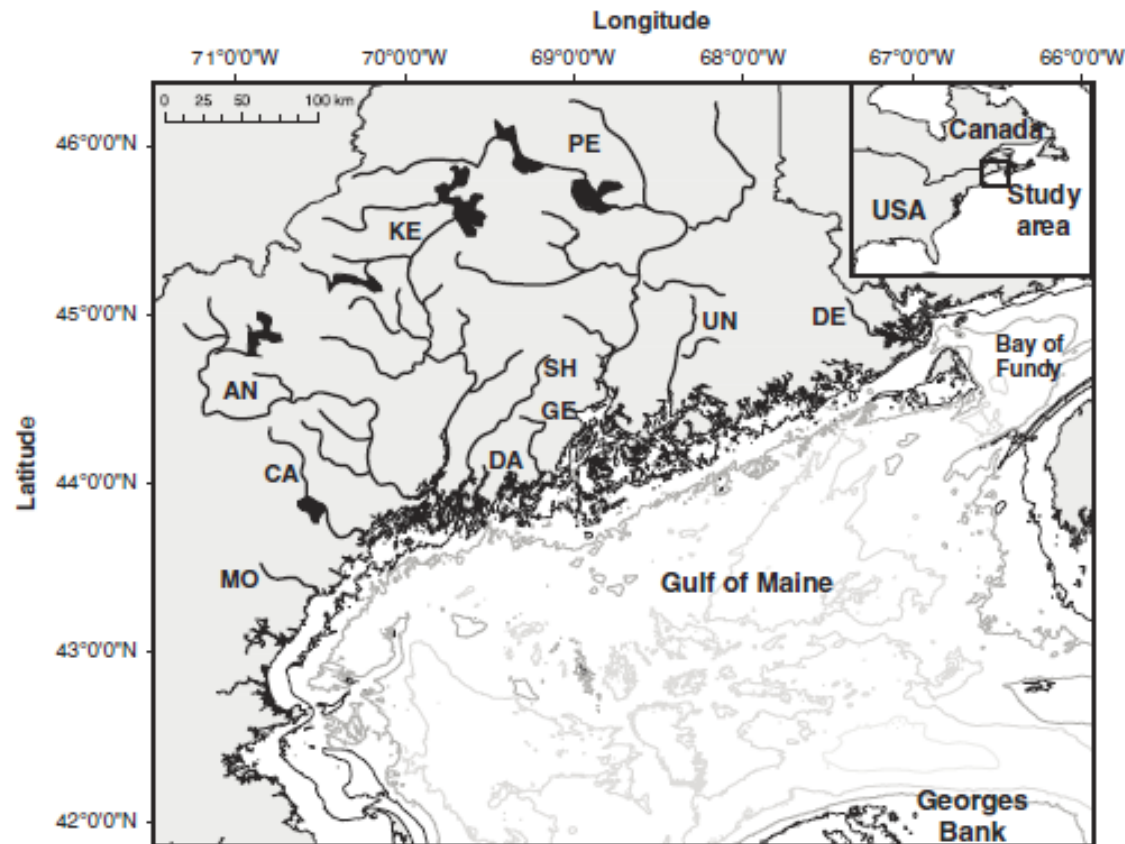 Longitude
71°0'0"W 70°0'0"W 69°0'0"W 68°0'0"W 67°0'0"W 66°0'0"W
0 25 50 100 km
46°0'0"N
45°0'0"N
44°0'0"N
43°0'0"N
42°0'0"N
Latitude
PE
KE
UN
DE
SH
AN
GE
DA
CA
MO
Canada
USA
Study
area
Bay of
Fundy
Gulf of Maine
Georges
Bank